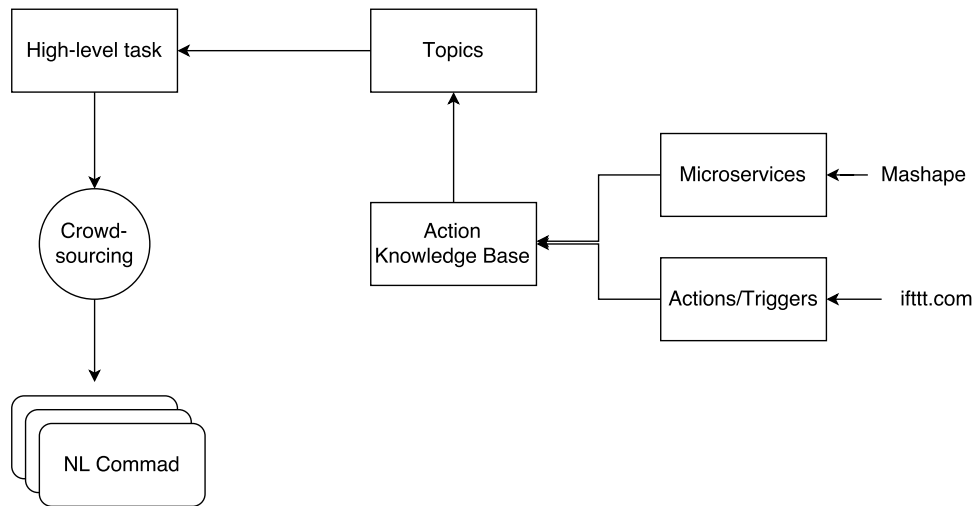 High-level task
Topics
Microservices
Mashape
Crowd-
sourcing
Action
Knowledge Base
Actions/Triggers
ifttt.com
NL Commad